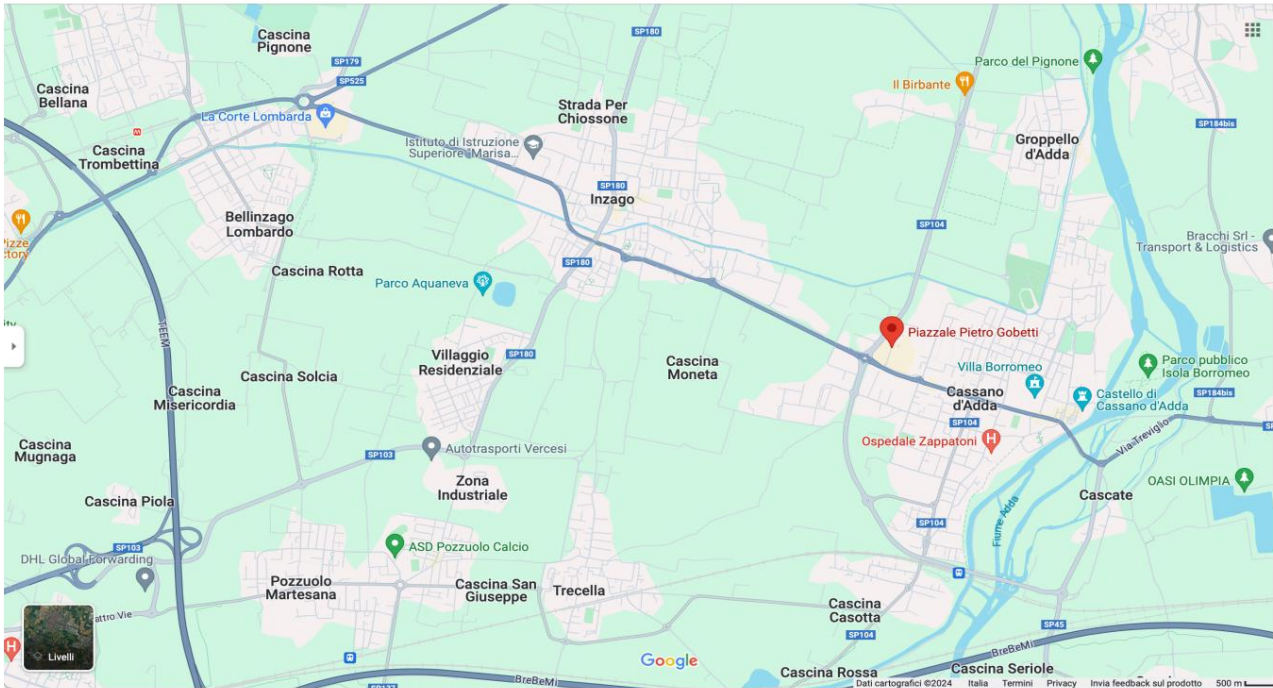 Cascina
Pignone
SP180
SP179
SP525
Parco del Pignone
Il Birbante
Cascina
Bellana
La Corte Lombarda
Strada Per
Chiossone
SP184bis
Cascina
Trombettina
Istituto di Istruzione
Superiore "Marisa...
Groppello
d'Adda
SP180
Inzago
Bellinzago
Lombardo
SP104
Pizze
ctory
Bracchi Srl -
Transport & Logistics
SP180
Cascina Rotta
Parco Aquaneva
TEEM
Piazzale Pietro Gobetti
Villaggio
Residenziale
SP180
Cascina
Moneta
Villa Borromeo
Parco pubblico
Isola Borromeo
Cascina Solcia
Cascina
Misericordia
Cassano
d'Adda
Castello di
Cassano d'Adda
SP184bis
SP104
Cascina
Mugnaga
SP103
Autotrasporti Vercesi
Ospedale Zappatoni
Via Treviglio
Zona
Industriale
OASI OLIMPIA
Cascina Piola
Cascate
Fiume Adda
SP104
SP103
DHL Global Forwarding
ASD Pozzuolo Calcio
Pozzuolo
Martesana
Cascina San
Giuseppe
Trecella
Cascina
Casotta
attro Vie
SP104
SP45
BreBeMi
Livelli
Google
Cascina Rossa
Cascina Seriole
BreBeMi
Dati cartografici ©2024 Italia Termini Privacy Invia feedback sul prodotto 500 m